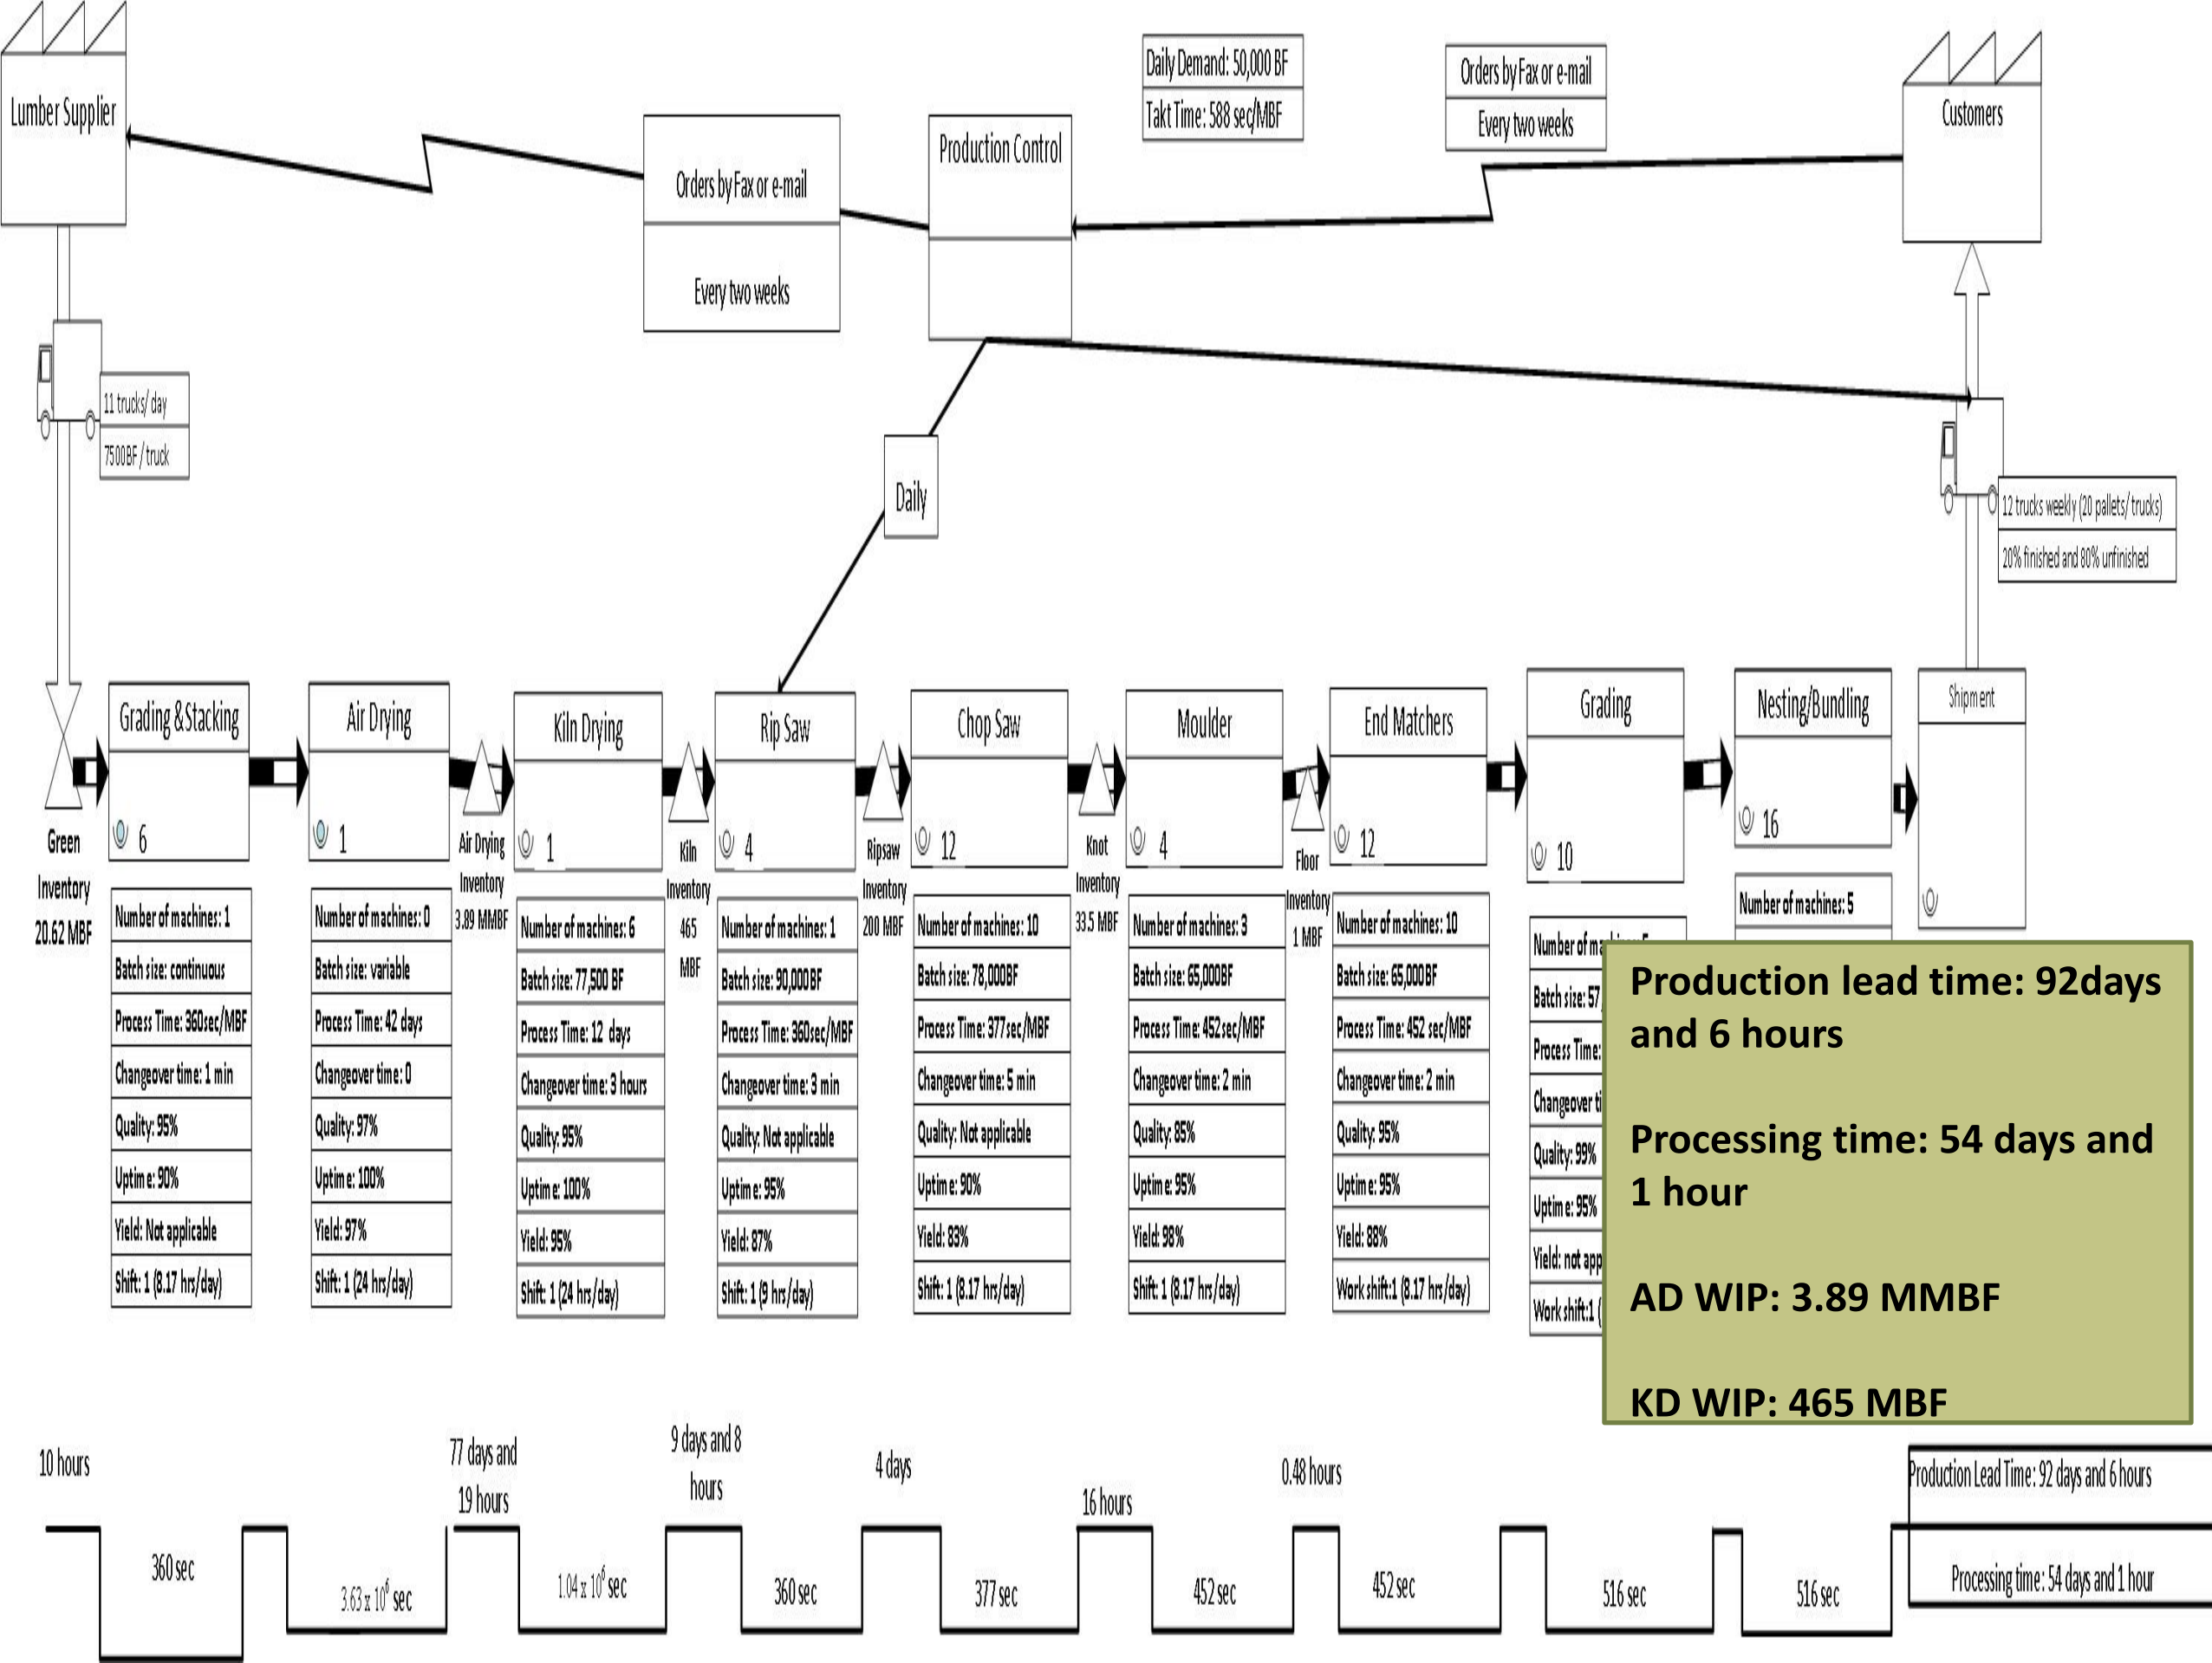 Lumber Supplier
Orders by Fax or e-mail
Every two weeks
Production Control
Daily Demand: 50,000 BF
Takt Time: 588 sec/MBF
Orders by Fax or e-mail
Every two weeks
Customers
11 trucks/ day
7500BF / truck
Daily
12 trucks weekly (20 pallets/ trucks)
20% finished and 80% unfinished
Green
Inventory
20.62 MBF
Grading &Stacking
6
Number of machines: 1
Batch size: continuous
Process Time: 360sec/MBF
Changeover time: 1 min
Quality: 95%
Uptime: 90%
Yield: Not applicable
Shift: 1 (8.17 hrs/day)
Air Drying
1
Number of machines: 0
Batch size: variable
Process Time: 42 days
Changeover time: 0
Quality: 97%
Uptime: 100%
Yield: 97%
Shift: 1 (24 hrs/day)
Air Drying
Inventory
3.89 MMBF
Kiln Drying
1
Number of machines: 6
Batch size: 77,500 BF
Process Time: 12 days
Changeover time: 3 hours
Quality: 95%
Uptime: 100%
Yield: 95%
Shift: 1 (24 hrs/day)
Kiln
Inventory
465
MBF
Rip Saw
4
Number of machines: 1
Batch size: 90,000BF
Process Time: 360sec/MBF
Changeover time: 3 min
Quality: Not applicable
Uptime: 95%
Yield: 87%
Shift: 1 (9 hrs/day)
Ripsaw
Inventory
200 MBF
Chop Saw
12
Number of machines: 10
Batch size: 78,000BF
Process Time: 377sec/MBF
Changeover time: 5 min
Quality: Not applicable
Uptime: 90%
Yield: 83%
Shift: 1 (8.17 hrs/day)
Knot
Inventory
33.5 MBF
Moulder
4
Number of machines: 3
Batch size: 65,000BF
Process Time: 452sec/MBF
Changeover time: 2 min
Quality: 85%
Uptime: 95%
Yield: 98%
Shift: 1 (8.17 hrs/day)
Floor
Inventory
1 MBF
End Matchers
12
Number of machines: 10
Batch size: 65,000BF
Process Time: 452 sec/MBF
Changeover time: 2 min
Quality: 95%
Uptime: 95%
Yield: 88%
Work shift:1 (8.17 hrs/day)
Grading
10
Number of
Batch size: 57,
Process Time:
Changeover
Quality: 99%
Uptime: 95%
Yield: not
Work shift:1 (
Nesting/Bundling
16
Number of machines: 5
Shipment
Production lead time: 92days
and 6 hours
Processing time: 54 days and
1 hour
AD WIP: 3.89 MMBF
KD WIP: 465 MBF
10 hours
360 sec
3.63 x 10⁶ sec
77 days and
19 hours
1.04 x 10⁶ sec
9 days and 8
hours
360 sec
4 days
377 sec
16 hours
452 sec
0.48 hours
452 sec
516 sec
516 sec
Production Lead Time: 92 days and 6 hours
Processing time: 54 days and 1 hour